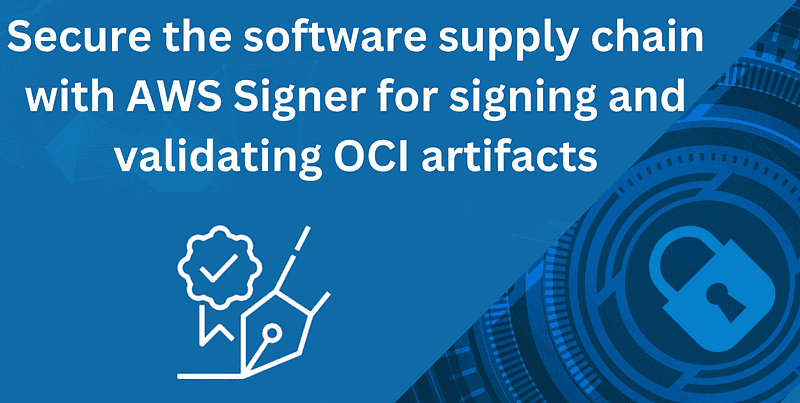 Secure the software supply chain
with AWS Signer for signing and
validating OCI artifacts